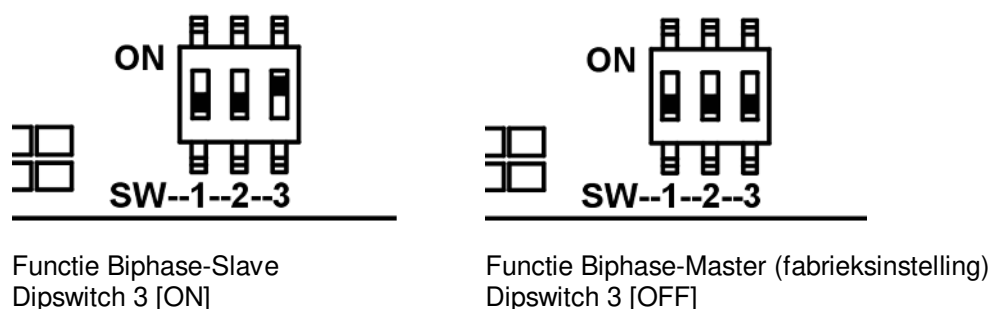 ON
SW--1--2--3
Functie Biphase-Slave
Dipswitch 3 [ON]
ON
SW--1--2--3
Functie Biphase-Master (fabrieksinstelling)
Dipswitch 3 [OFF]